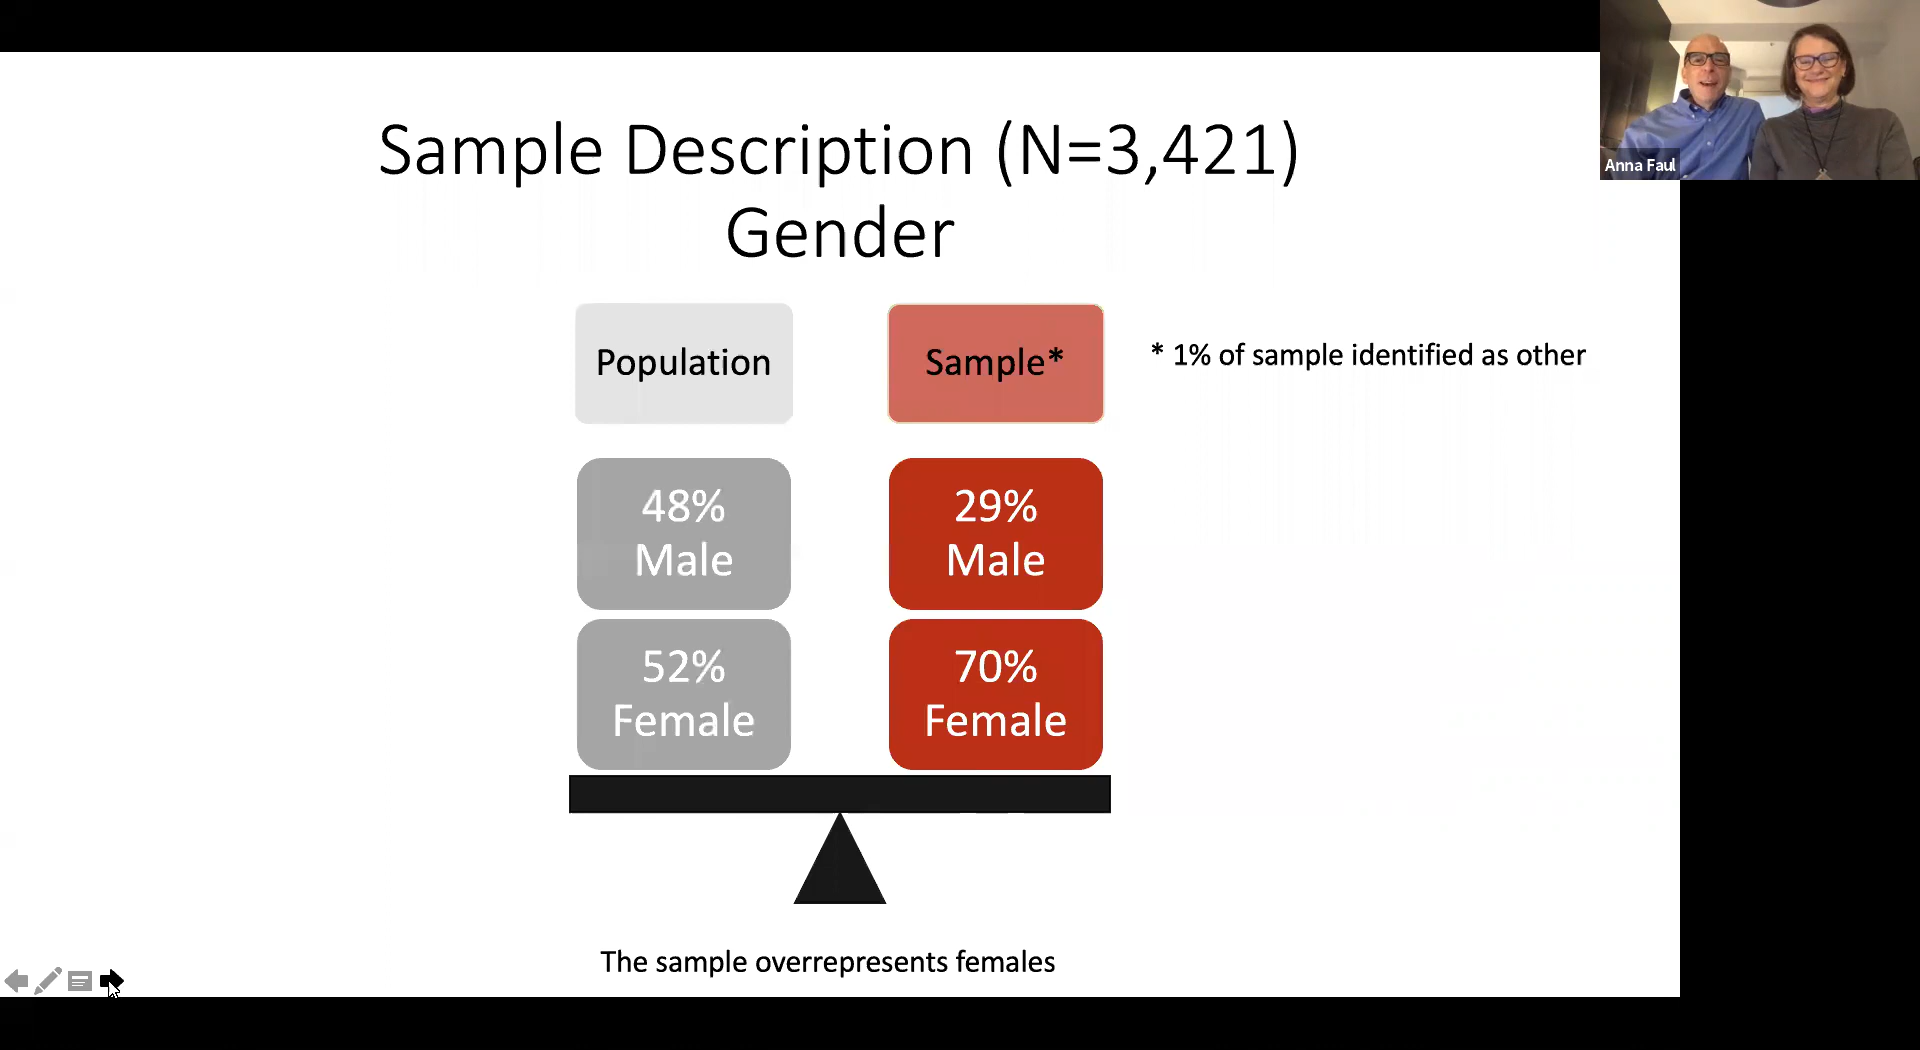 Sample Description (N=3,421)
Gender
Population
Sample*
* 1% of sample identified as other
48%
Male
29%
Male
52%
Female
70%
Female
The sample overrepresents females
Anna Faul